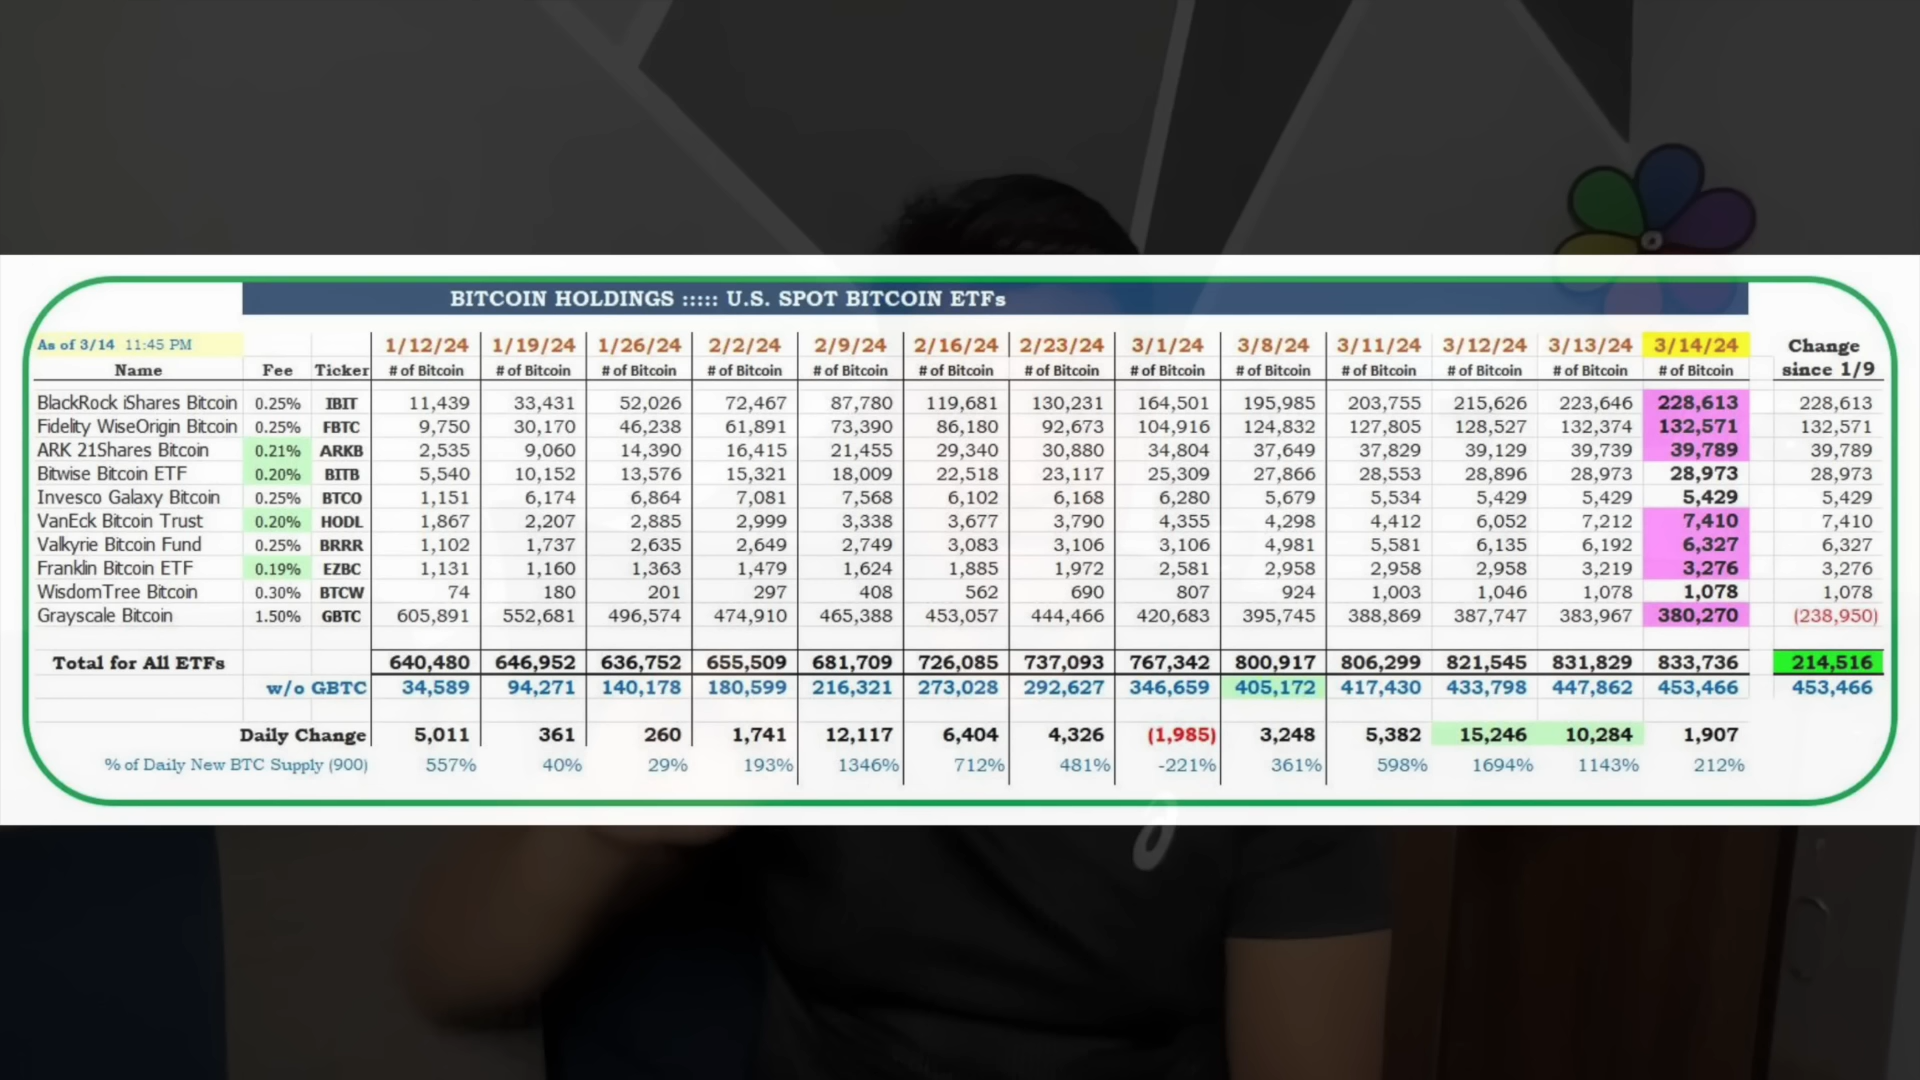 BITCOIN HOLDINGS ::::: U.S. SPOT BITCOIN ETFs
As of 3/14 11:45 PM 1/12/24 1/19/24 1/26/24 2/2/24 2/9/24 2/16/24 2/23/24 3/1/24 3/8/24 3/11/24 3/12/24 3/13/24 3/14/24 Change
Name Fee Ticker # of Bitcoin # of Bitcoin # of Bitcoin # of Bitcoin # of Bitcoin # of Bitcoin # of Bitcoin # of Bitcoin # of Bitcoin # of Bitcoin # of Bitcoin # of Bitcoin # of Bitcoin since 1/9
BlackRock iShares Bitcoin 0.25% IBIT 11,439 33,431 52,026 72,467 87,780 119,681 130,231 164,501 195,985 203,755 215,626 223,646 228,613 228,613
Fidelity WiseOrigin Bitcoin 0.25% FBTC 9,750 30,170 46,238 61,891 73,390 86,180 92,673 104,916 124,832 127,805 128,527 132,374 132,571 132,571
ARK 21Shares Bitcoin 0.21% ARKB 2,535 9,060 14,390 16,415 21,455 29,340 30,880 34,804 37,649 37,829 39,129 39,739 39,789 39,789
Bitwise Bitcoin ETF 0.20% BITB 5,540 10,152 13,576 15,321 18,009 22,518 23,117 25,309 27,866 28,553 28,896 28,973 28,973 28,973
Invesco Galaxy Bitcoin 0.25% BTCO 1,151 6,174 6,864 7,081 7,568 6,102 6,168 6,280 5,679 5,534 5,429 5,429 5,429 5,429
VanEck Bitcoin Trust 0.20% HODL 1,867 2,207 2,885 2,999 3,338 3,677 3,790 4,355 4,298 4,412 6,052 7,212 7,410 7,410
Valkyrie Bitcoin Fund 0.25% BRRR 1,102 1,737 2,635 2,649 2,749 3,083 3,106 3,106 4,981 5,581 6,135 6,192 6,327 6,327
Franklin Bitcoin ETF 0.19% EZBC 1,131 1,160 1,363 1,479 1,624 1,885 1,972 2,581 2,958 2,958 2,958 3,219 3,276 3,276
WisdomTree Bitcoin 0.30% BTCW 74 180 201 297 408 562 690 807 924 1,003 1,046 1,078 1,078 1,078
Grayscale Bitcoin 1.50% GBTC 605,891 552,681 496,574 474,910 465,388 453,057 444,466 420,683 395,745 388,869 387,747 383,967 380,270 (238,950)
Total for All ETFs 640,480 646,952 636,752 655,509 681,709 726,085 737,093 767,342 800,917 806,299 821,545 831,829 833,736 214,516
w/o GBTC 34,589 94,271 140,178 180,599 216,321 273,028 292,627 346,659 405,172 417,430 433,798 447,862 453,466 453,466
Daily Change 5,011 361 260 1,741 12,117 6,404 4,326 (1,985) 3,248 5,382 15,246 10,284 1,907
% of Daily New BTC Supply (900) 557% 40% 29% 193% 1346% 712% 481% -221% 361% 598% 1694% 1143% 212%